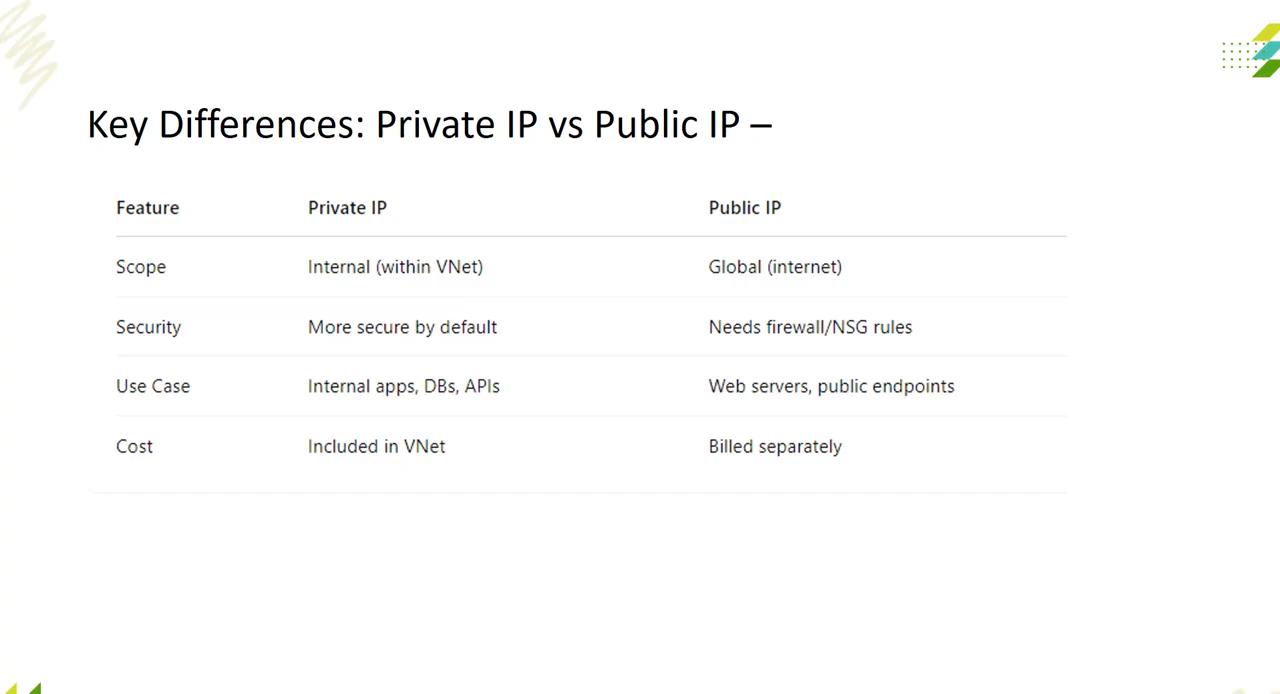 Key Differences: Private IP vs Public IP –
Feature Private IP Public IP
Scope Internal (within VNet) Global (internet)
Security More secure by default Needs firewall/NSG rules
Use Case Internal apps, DBs, APIs Web servers, public endpoints
Cost Included in VNet Billed separately